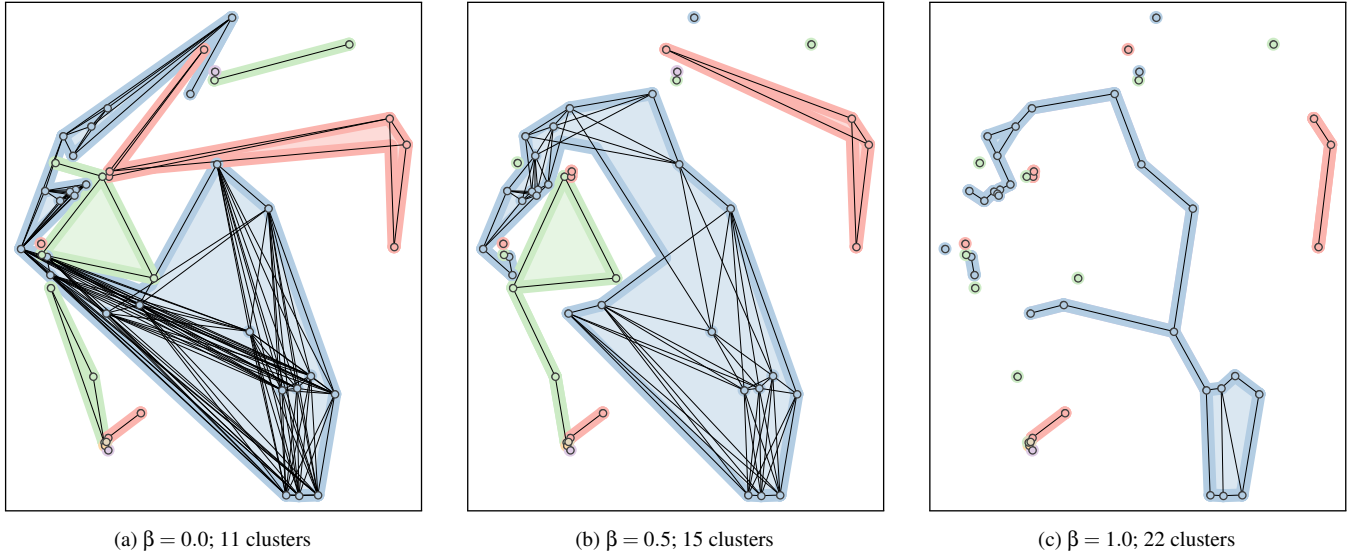 (a) β = 0.0; 11 clusters
(b) β = 0.5; 15 clusters
(c) β = 1.0; 22 clusters